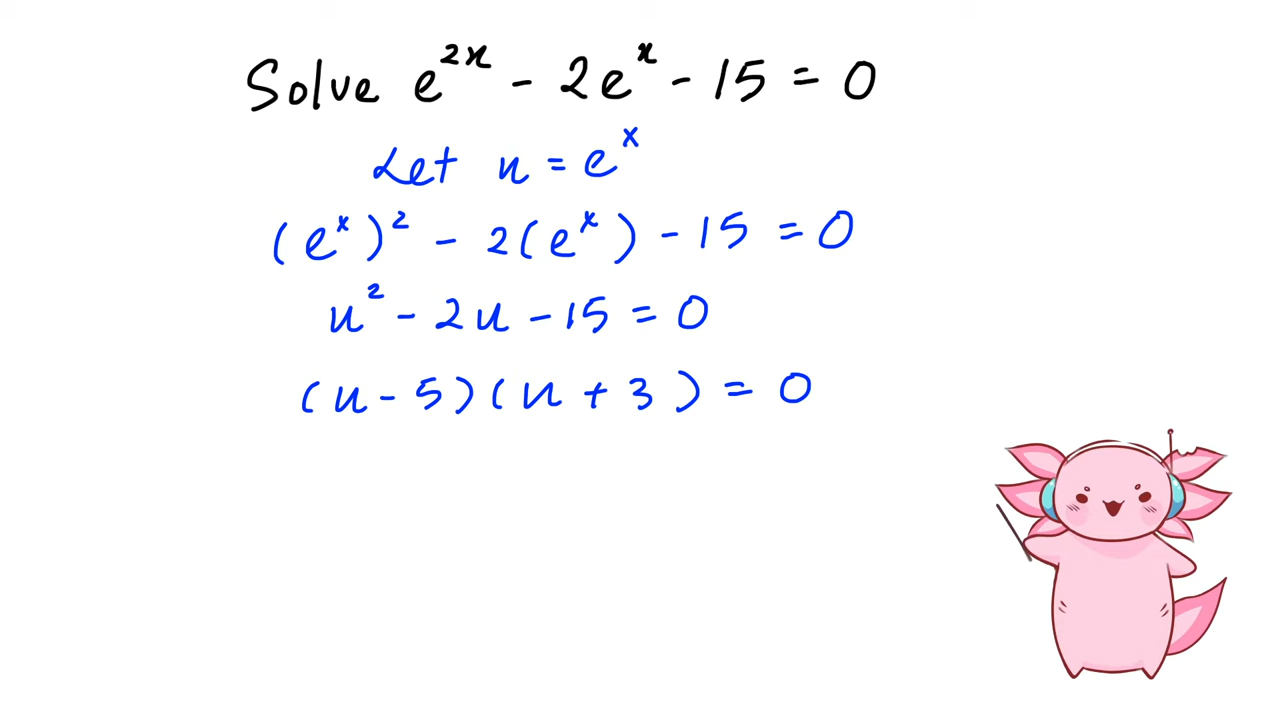 Solve e^{2x} - 2e^x - 15 = 0
Let u = e^x
(e^x)^2 - 2(e^x) - 15 = 0
u^2 - 2u - 15 = 0
(u - 5)(u + 3) = 0